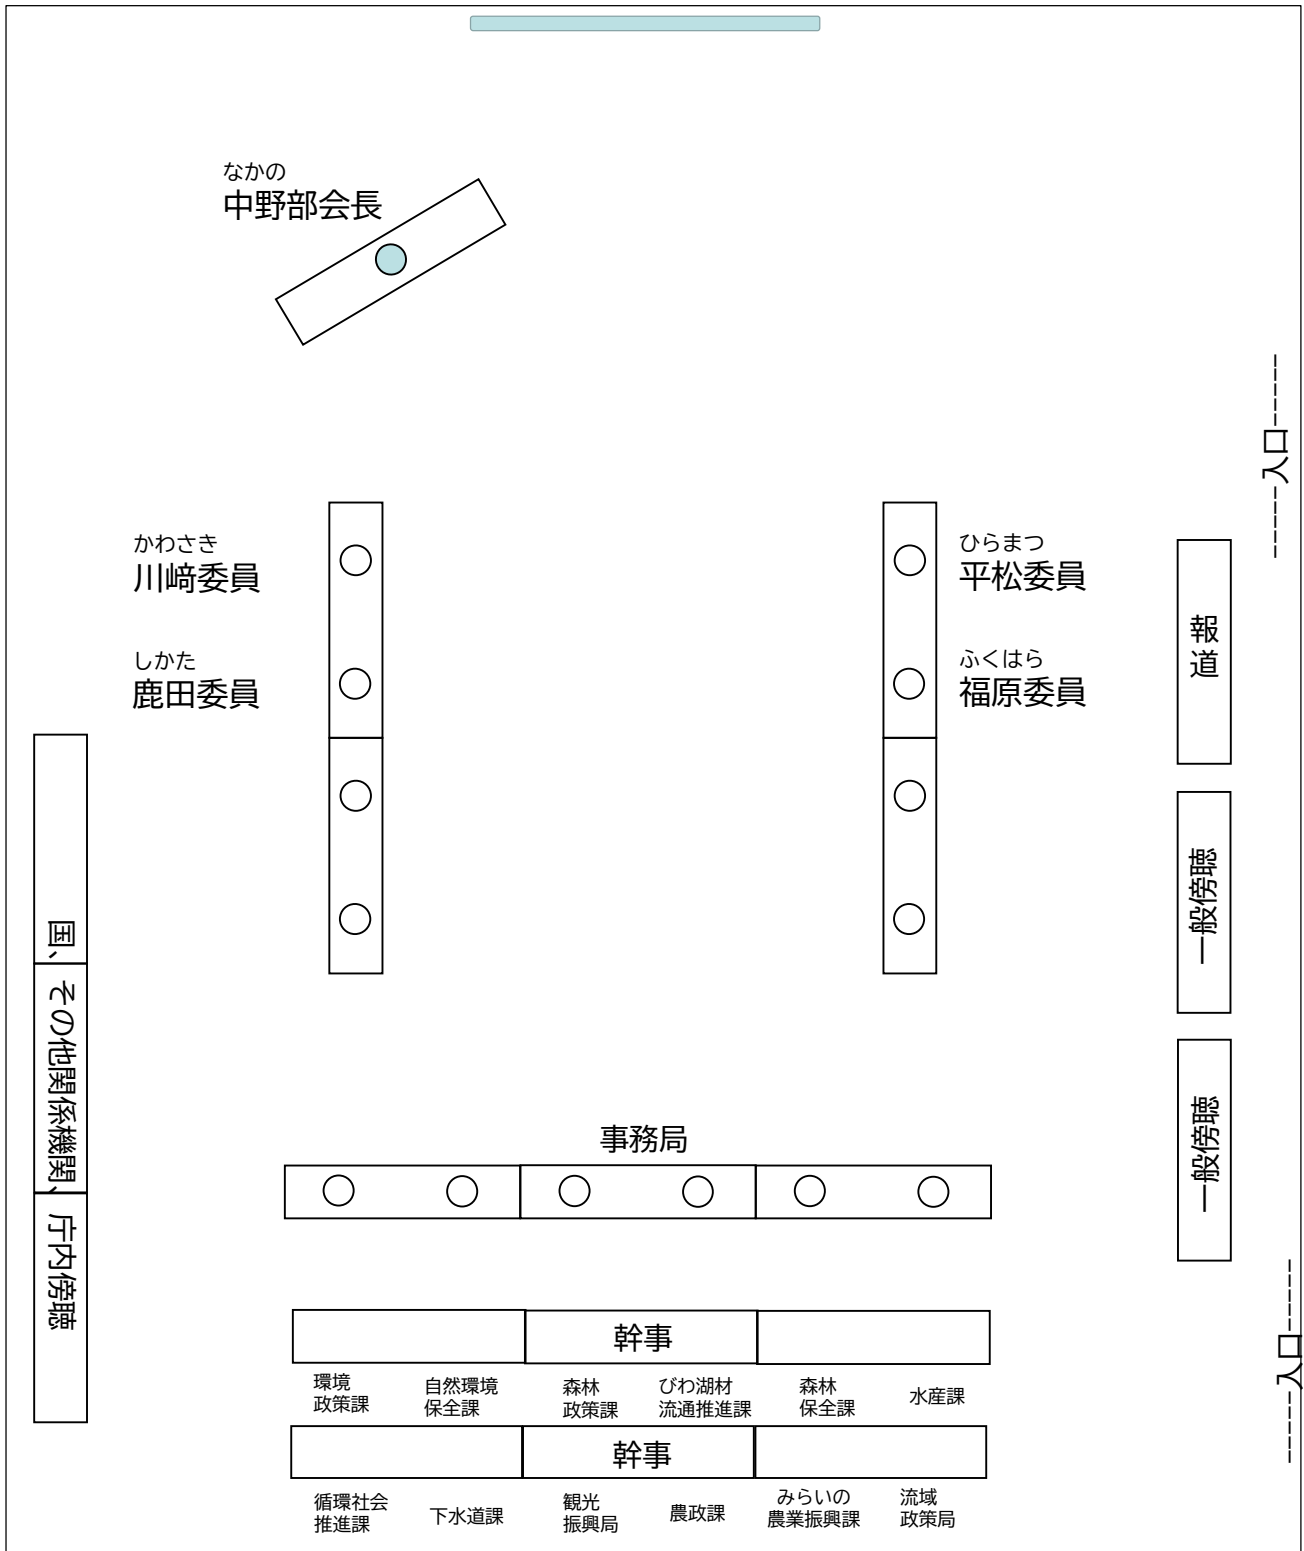 なかの
中野部会長
入口
かわさき
川﨑委員
ひらまつ
平松委員
報道
しかた
鹿田委員
ふくはら
福原委員
一般傍聴
国、その他関係機関、庁内傍聴
一般傍聴
事務局
入口
幹事
環境
政策課
自然環境
保全課
森林
政策課
びわ湖材
流通推進課
森林
保全課
水産課
幹事
循環社会
推進課
下水道課
観光
振興局
農政課
みらいの
農業振興課
流域
政策局